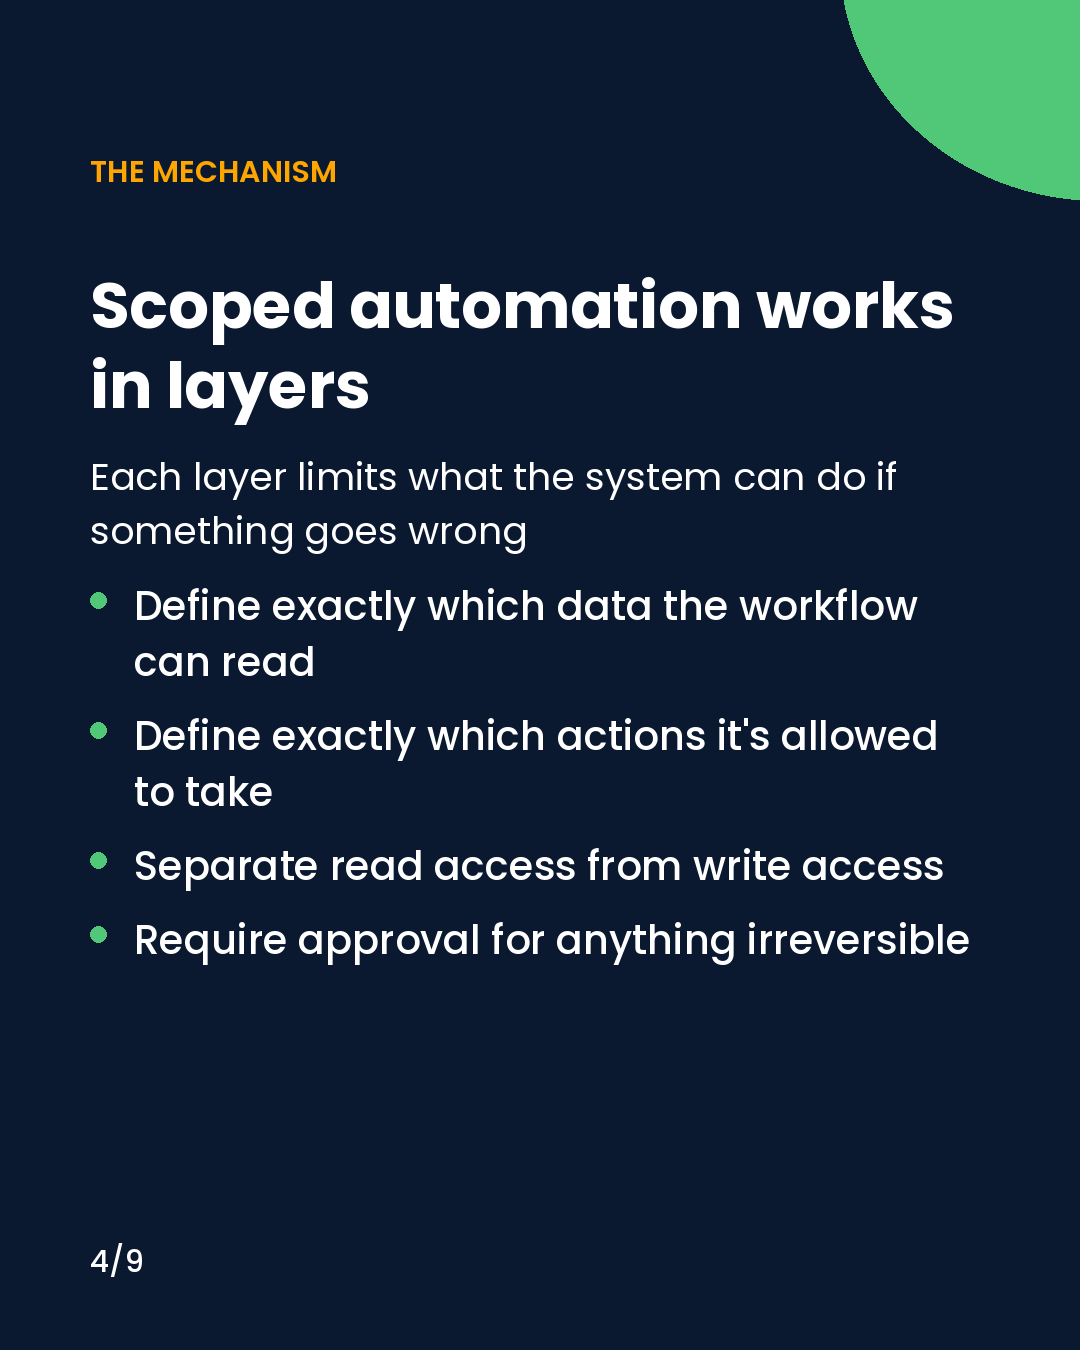 THE MECHANISM
Scoped automation works
in layers
Each layer limits what the system can do if
something goes wrong
Define exactly which data the workflow
can read
Define exactly which actions it's allowed
to take
Separate read access from write access
Require approval for anything irreversible
4/9